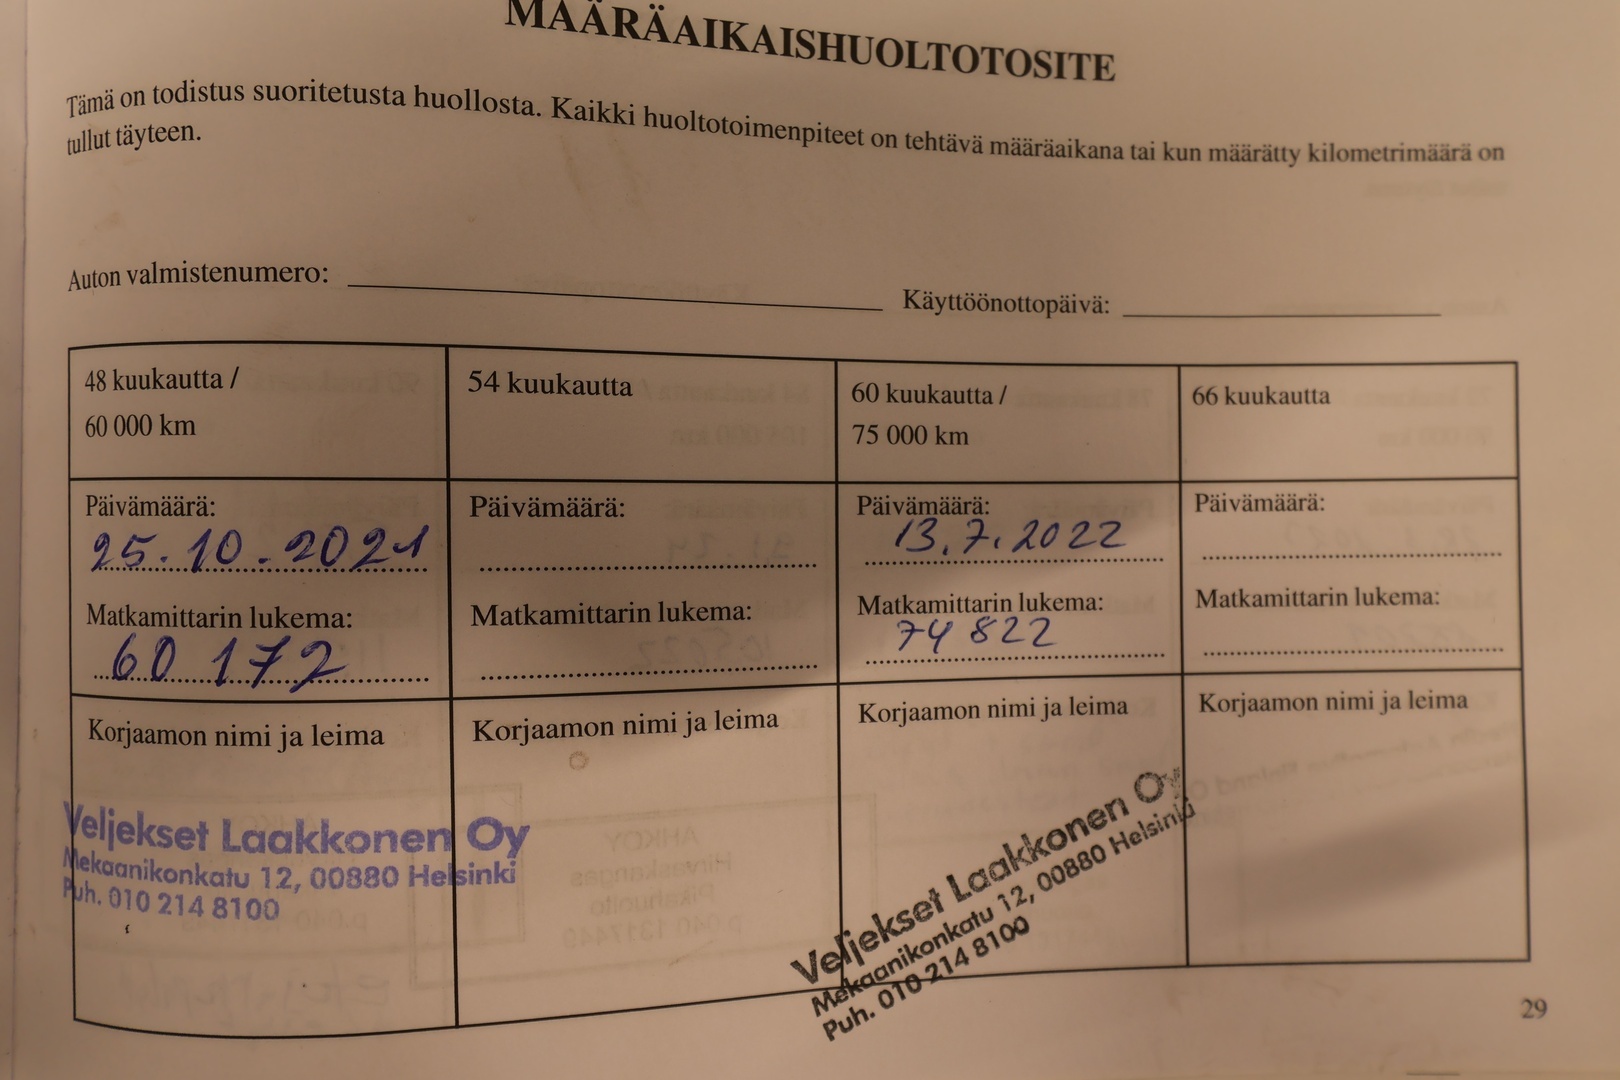 MÄÄRÄAIKAISHUOLTOTOSITE
Tämä on todistus suoritetusta huollosta. Kaikki huoltotoimenpiteet on tehtävä määräaikana tai kun määrätty kilometrimäärä on
tullut täyteen.
Auton valmistenumero: Käyttöönottopäivä:
48 kuukautta /
60 000 km
54 kuukautta
60 kuukautta /
75 000 km
66 kuukautta
Päivämäärä:
25.10.2021
Matkamittarin lukema:
60 172
Päivämäärä:
Matkamittarin lukema:
Päivämäärä:
13.7.2022
Matkamittarin lukema:
74 822
Päivämäärä:
Matkamittarin lukema:
Korjaamon nimi ja leima
Veljekset Laakkonen Oy
Mekaanikonkatu 12, 00880 Helsinki
Puh. 010 214 8100
Korjaamon nimi ja leima
Korjaamon nimi ja leima
Veljekset Laakkonen Oy
Mekaanikonkatu 12, 00880 Helsinki
Puh. 010 214 8100
Korjaamon nimi ja leima
29